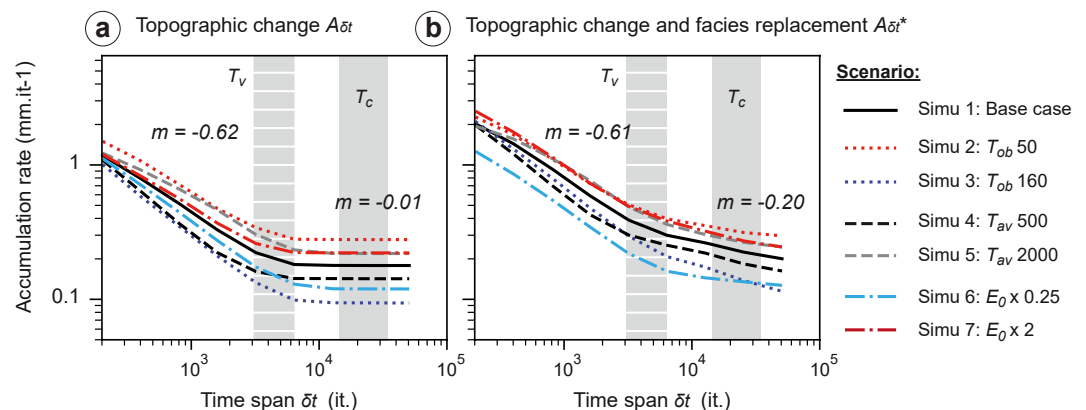 a Topographic change Aδt
b Topographic change and facies replacement Aδt*
Accumulation rate (mm.it-1)
1
0.1
Tv
Tc
m = -0.62
m = -0.01
10³
10⁴
10⁵
Time span δt (it.)
Tv
Tc
m = -0.61
m = -0.20
10³
10⁴
10⁵
Time span δt (it.)
Scenario:
Simu 1: Base case
Simu 2: Tob 50
Simu 3: Tob 160
Simu 4: Tav 500
Simu 5: Tav 2000
Simu 6: E0 x 0.25
Simu 7: E0 x 2